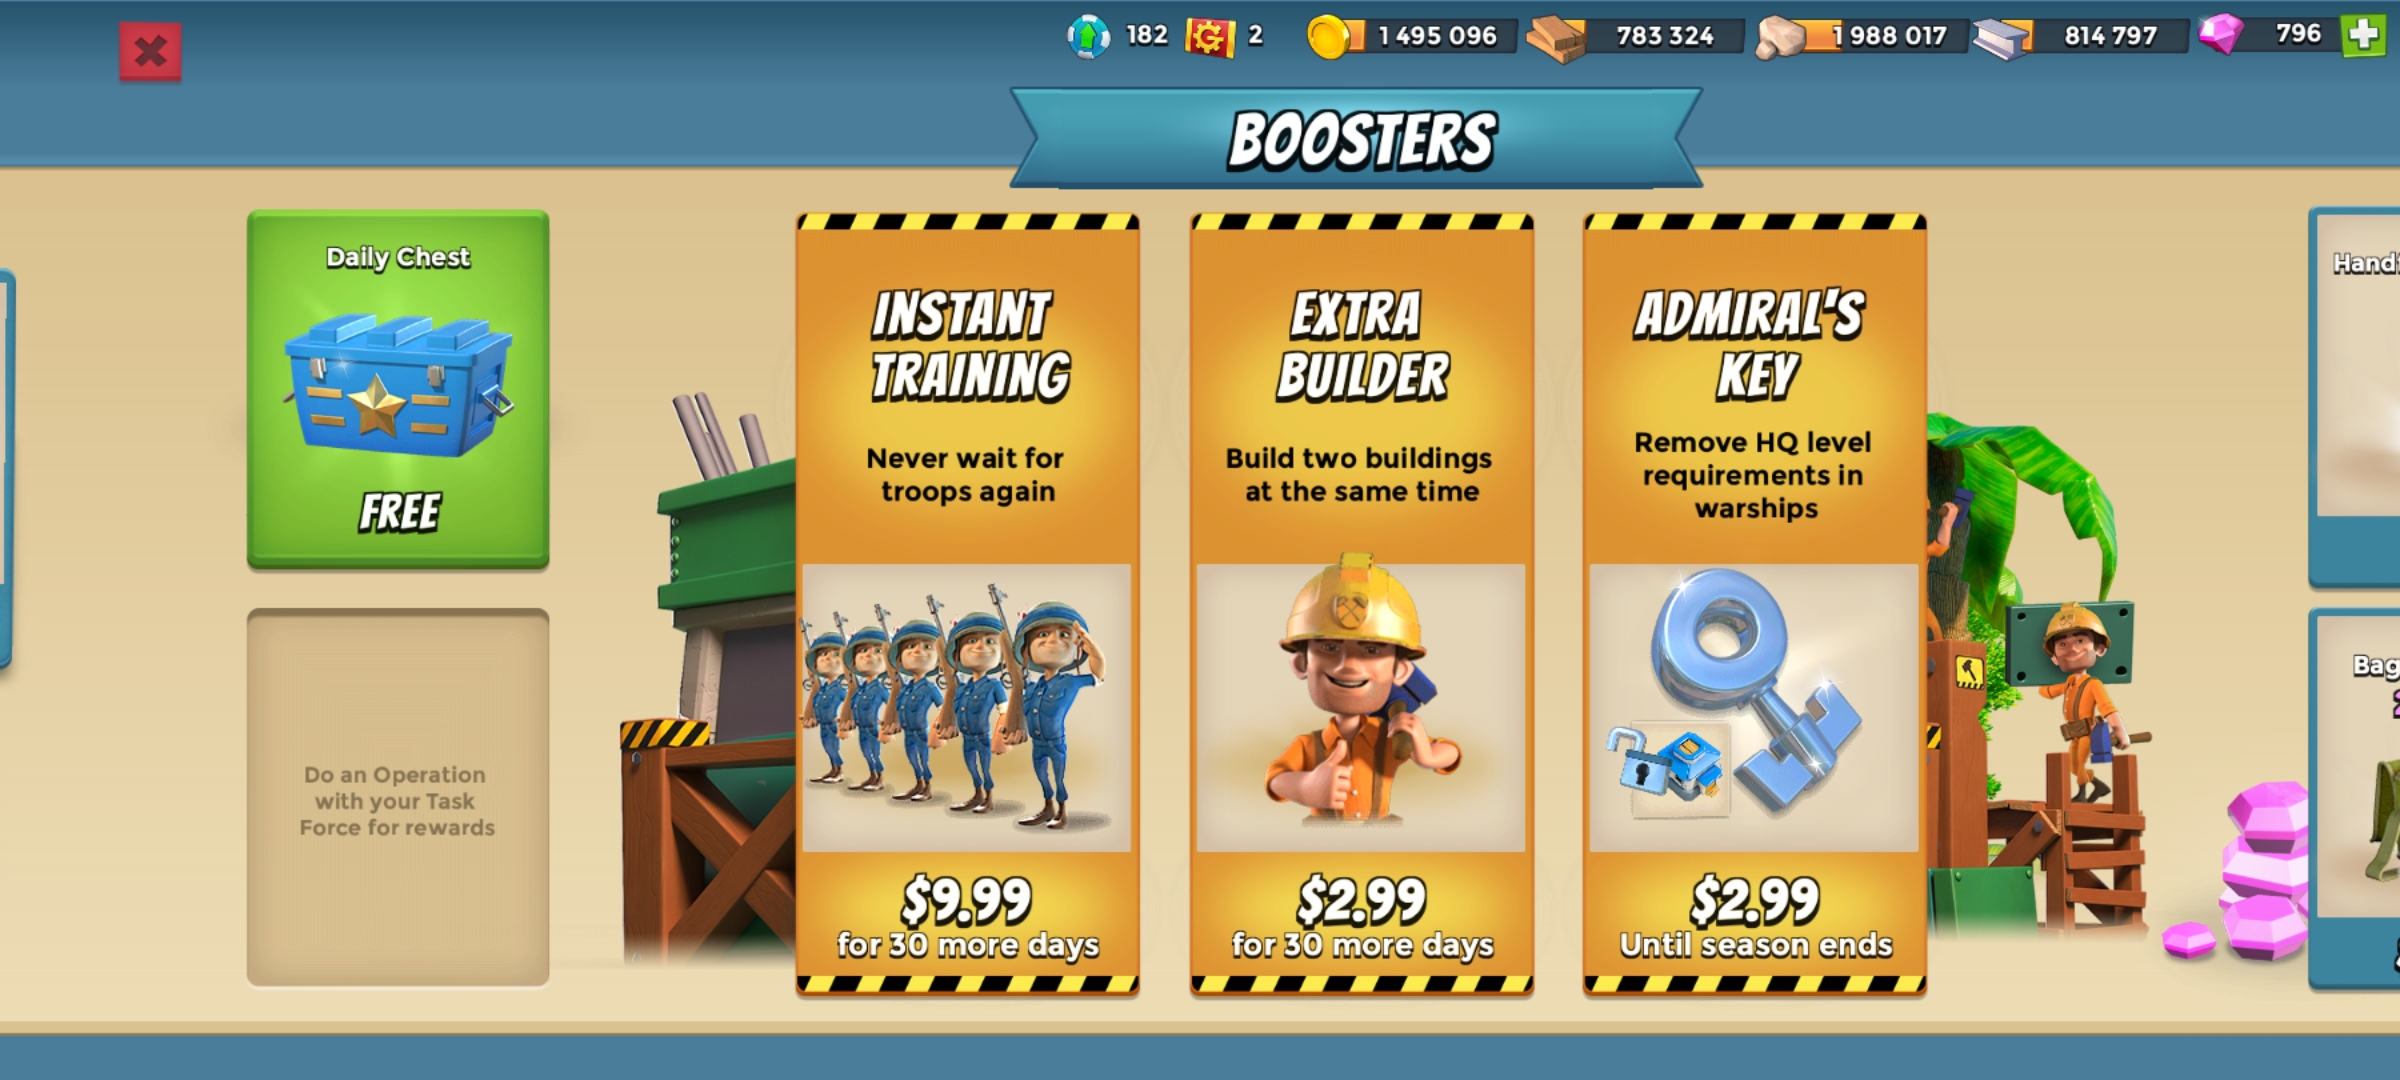 182
2
1 495 096
783 324
1 988 017
814 797
796
BOOSTERS
Daily Chest
FREE
Do an Operation
with your Task
Force for rewards
INSTANT
TRAINING
Never wait for
troops again
$9.99
for 30 more days
EXTRA
BUILDER
Build two buildings
at the same time
$2.99
for 30 more days
ADMIRAL'S
KEY
Remove HQ level
requirements in
warships
$2.99
Until season ends